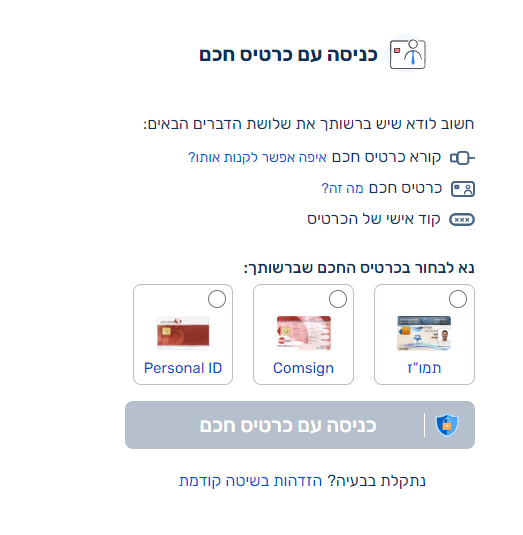 כניסה עם כרטיס חכם
חשוב לודא שיש ברשותך את שלושת הדברים הבאים:
קורא כרטיס חכם איפה אפשר לקנות אותו?
כרטיס חכם מה זה?
קוד אישי של הכרטיס
נא לבחור בכרטיס החכם שברשותך:
תמו"ז
Comsign
Personal ID
כניסה עם כרטיס חכם
נתקלת בבעיה? הזדהות בשיטה קודמת